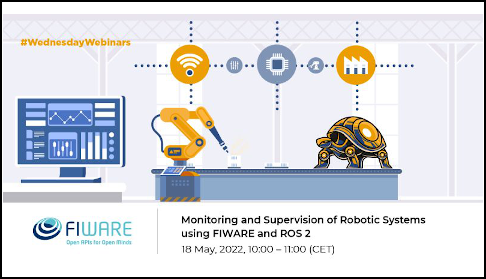 #WednesdayWebinars
FIWARE
Open APIs for Open Minds
Monitoring and Supervision of Robotic Systems
using FIWARE and ROS 2
18 May, 2022, 10:00 – 11:00 (CET)